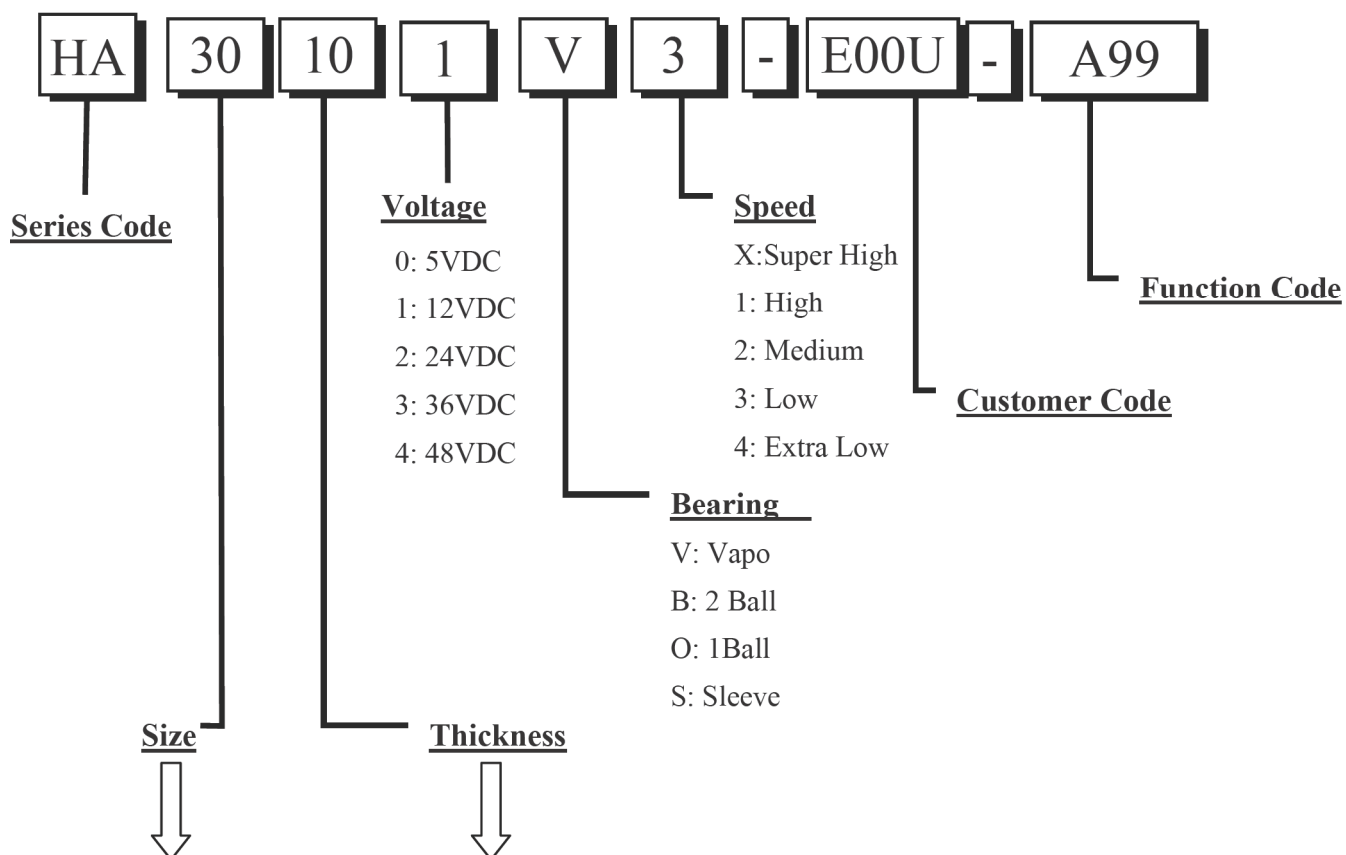 HA 30 10 1 V 3 - E00U - A99
Series Code
Voltage
0: 5VDC
1: 12VDC
2: 24VDC
3: 36VDC
4: 48VDC
Speed
X:Super High
1: High
2: Medium
3: Low
4: Extra Low
Function Code
Customer Code
Bearing
V: Vapo
B: 2 Ball
O: 1Ball
S: Sleeve
Size
Thickness